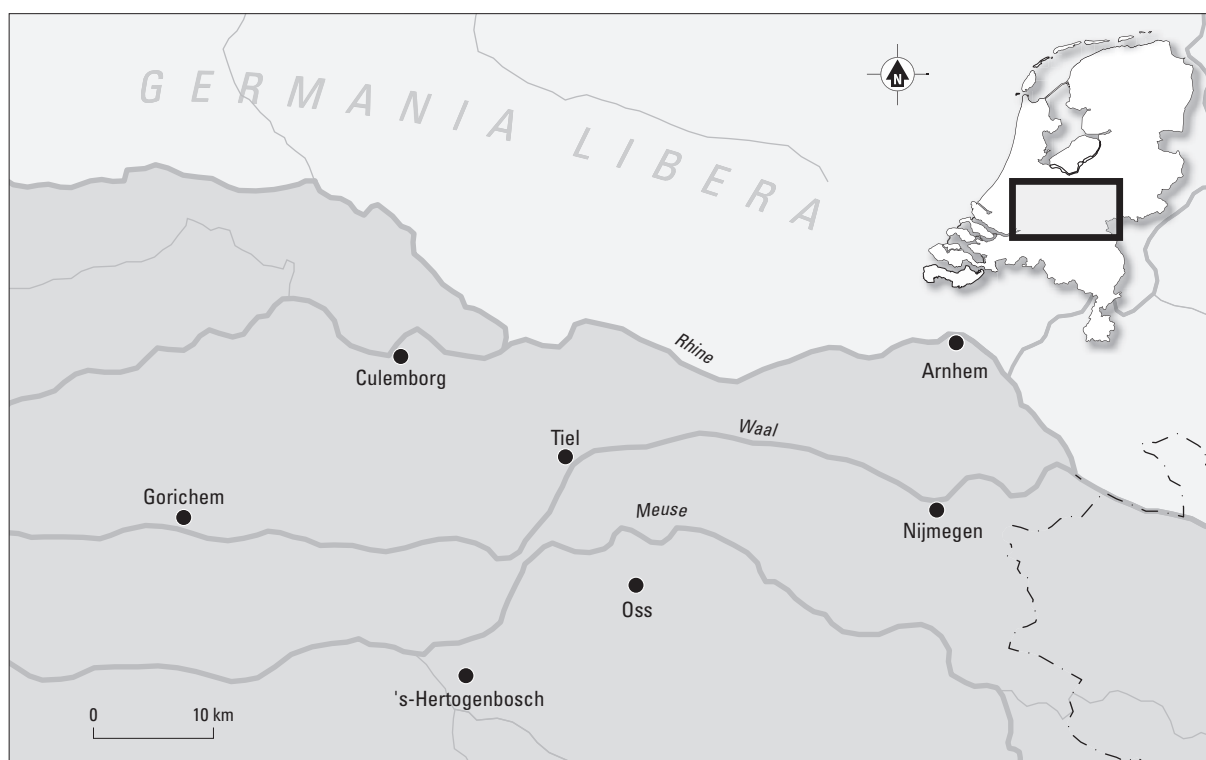 GERMANIA LIBERA
N
Rhine
Arnhem
Culemborg
Waal
Tiel
Gorichem
Meuse
Nijmegen
Oss
's-Hertogenbosch
0 10 km